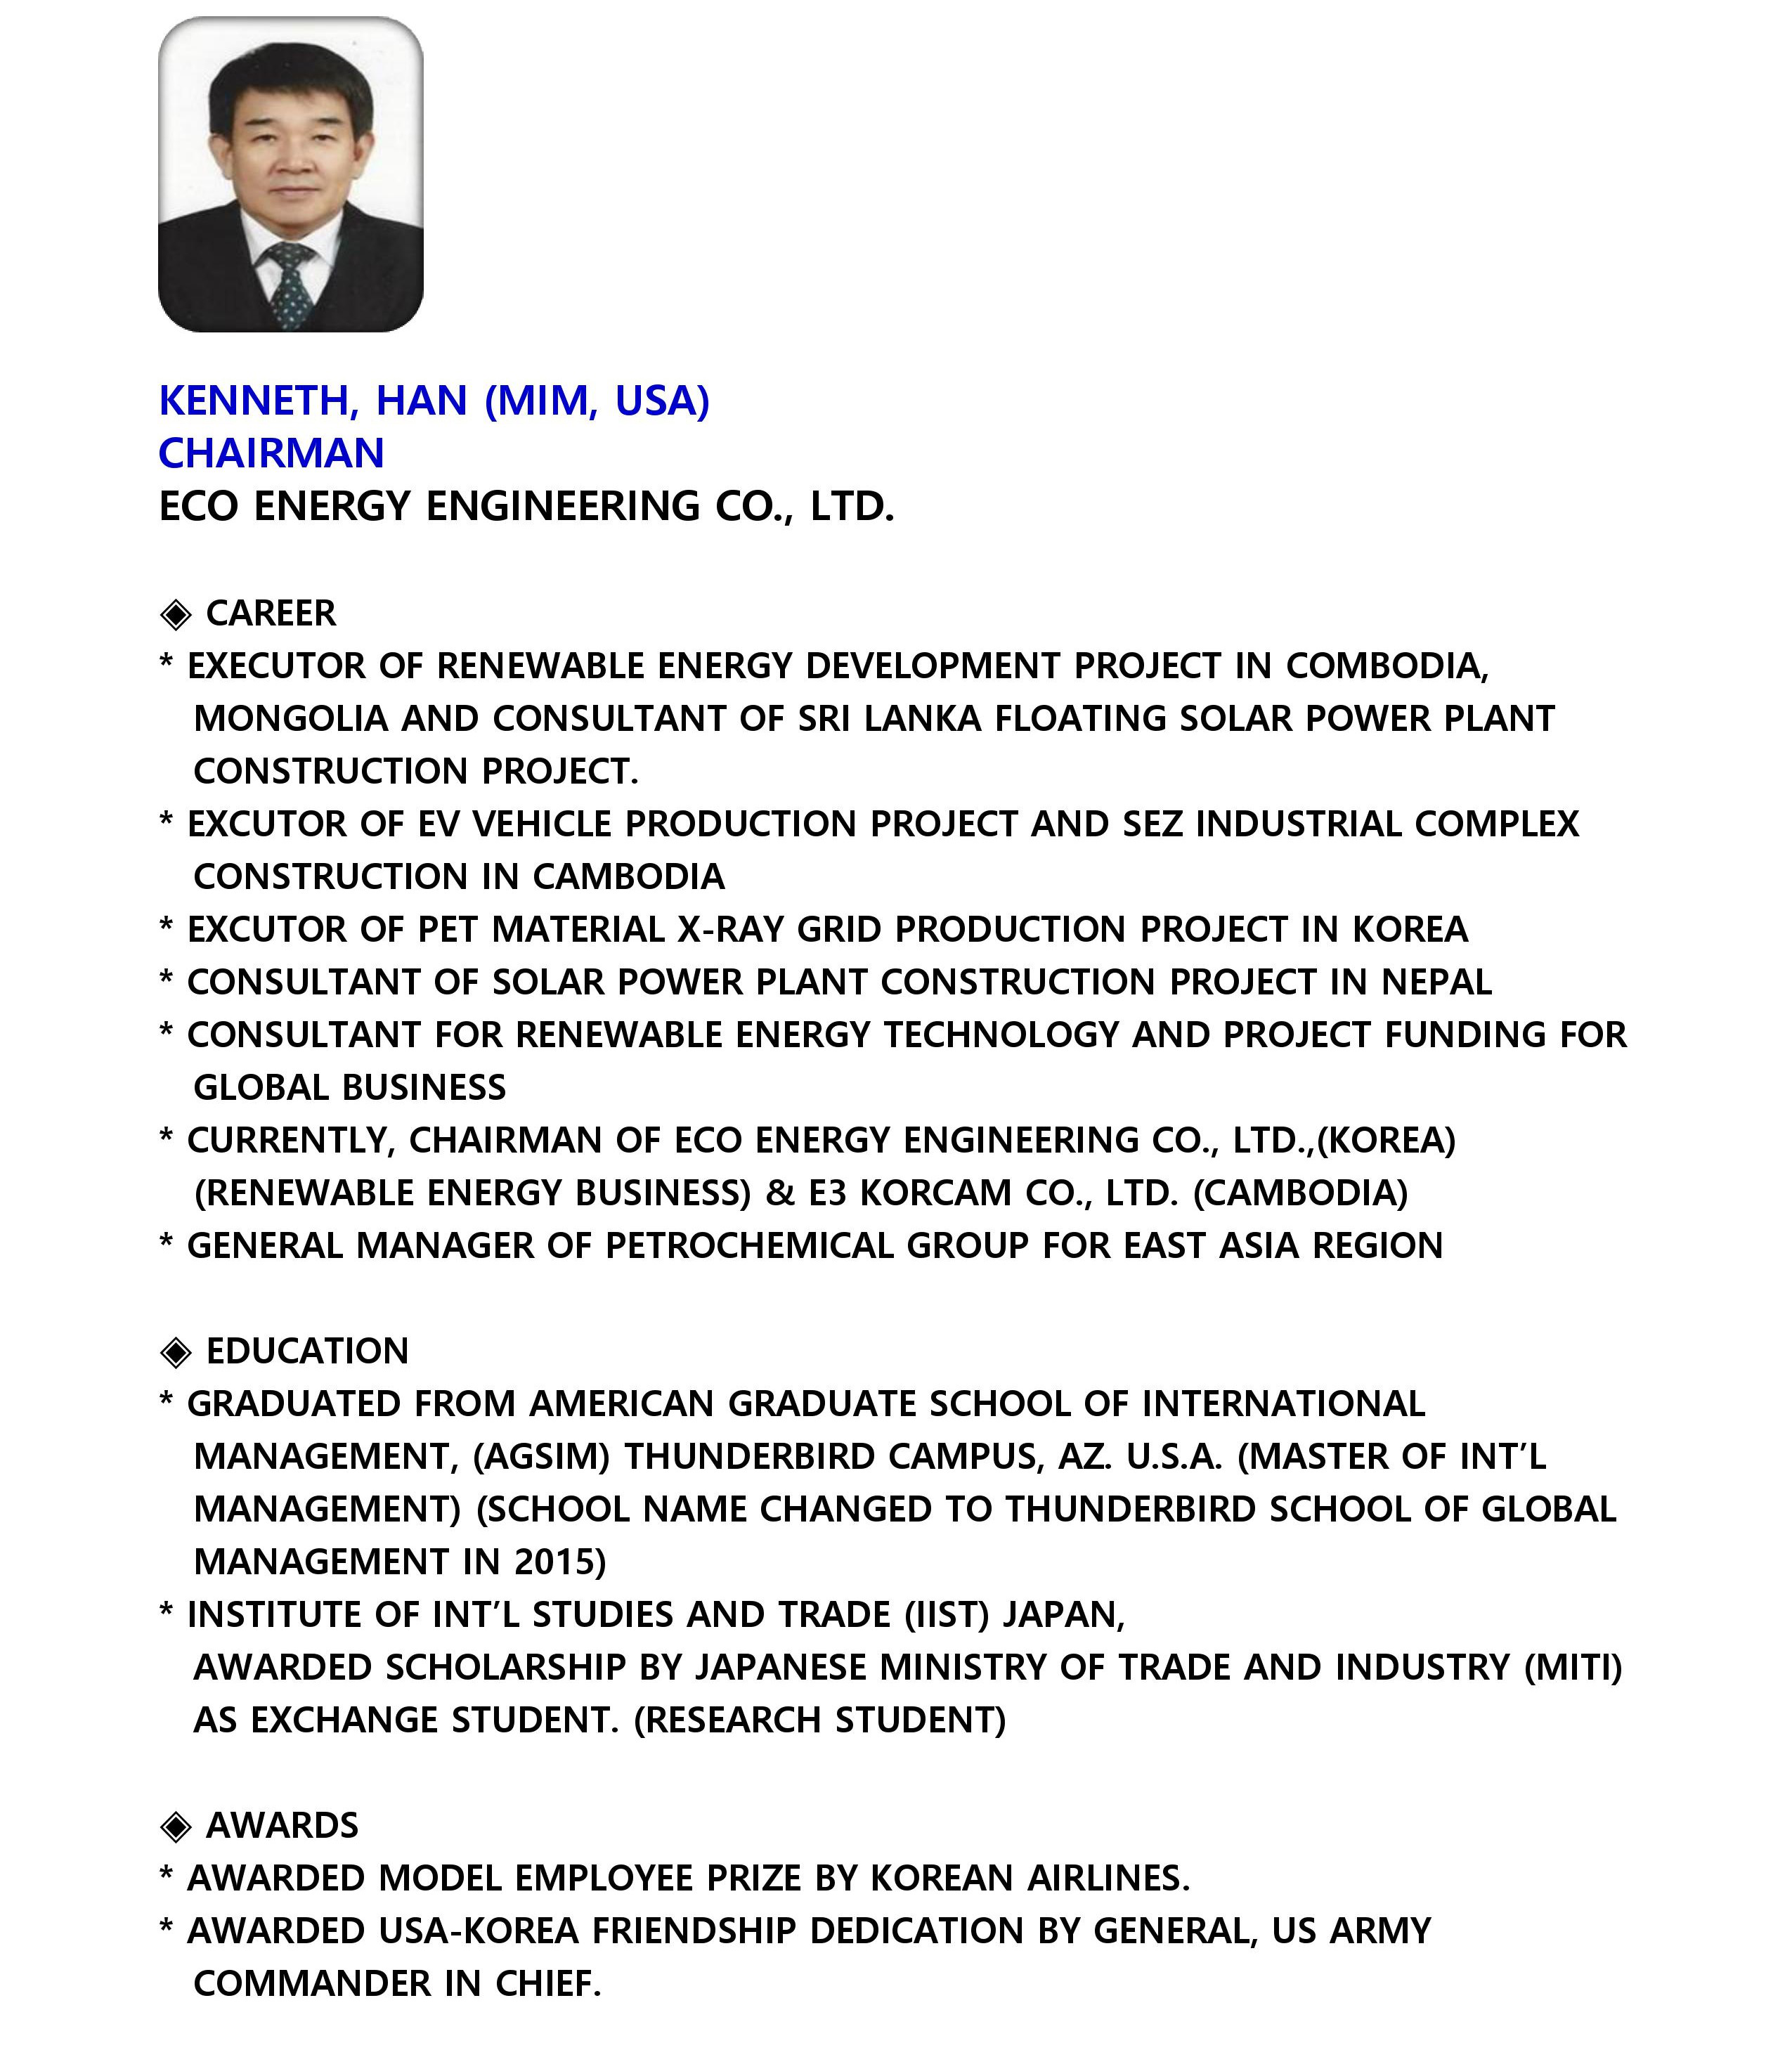 KENNETH, HAN (MIM, USA)
CHAIRMAN
ECO ENERGY ENGINEERING CO., LTD.
◈ CAREER
* EXECUTOR OF RENEWABLE ENERGY DEVELOPMENT PROJECT IN COMBODIA,
MONGOLIA AND CONSULTANT OF SRI LANKA FLOATING SOLAR POWER PLANT
CONSTRUCTION PROJECT.
* EXCUTOR OF EV VEHICLE PRODUCTION PROJECT AND SEZ INDUSTRIAL COMPLEX
CONSTRUCTION IN CAMBODIA
* EXCUTOR OF PET MATERIAL X-RAY GRID PRODUCTION PROJECT IN KOREA
* CONSULTANT OF SOLAR POWER PLANT CONSTRUCTION PROJECT IN NEPAL
* CONSULTANT FOR RENEWABLE ENERGY TECHNOLOGY AND PROJECT FUNDING FOR
GLOBAL BUSINESS
* CURRENTLY, CHAIRMAN OF ECO ENERGY ENGINEERING CO., LTD.,(KOREA)
(RENEWABLE ENERGY BUSINESS) & E3 KORCAM CO., LTD. (CAMBODIA)
* GENERAL MANAGER OF PETROCHEMICAL GROUP FOR EAST ASIA REGION
◈ EDUCATION
* GRADUATED FROM AMERICAN GRADUATE SCHOOL OF INTERNATIONAL
MANAGEMENT, (AGSIM) THUNDERBIRD CAMPUS, AZ. U.S.A. (MASTER OF INT’L
MANAGEMENT) (SCHOOL NAME CHANGED TO THUNDERBIRD SCHOOL OF GLOBAL
MANAGEMENT IN 2015)
* INSTITUTE OF INT’L STUDIES AND TRADE (IIST) JAPAN,
AWARDED SCHOLARSHIP BY JAPANESE MINISTRY OF TRADE AND INDUSTRY (MITI)
AS EXCHANGE STUDENT. (RESEARCH STUDENT)
◈ AWARDS
* AWARDED MODEL EMPLOYEE PRIZE BY KOREAN AIRLINES.
* AWARDED USA-KOREA FRIENDSHIP DEDICATION BY GENERAL, US ARMY
COMMANDER IN CHIEF.